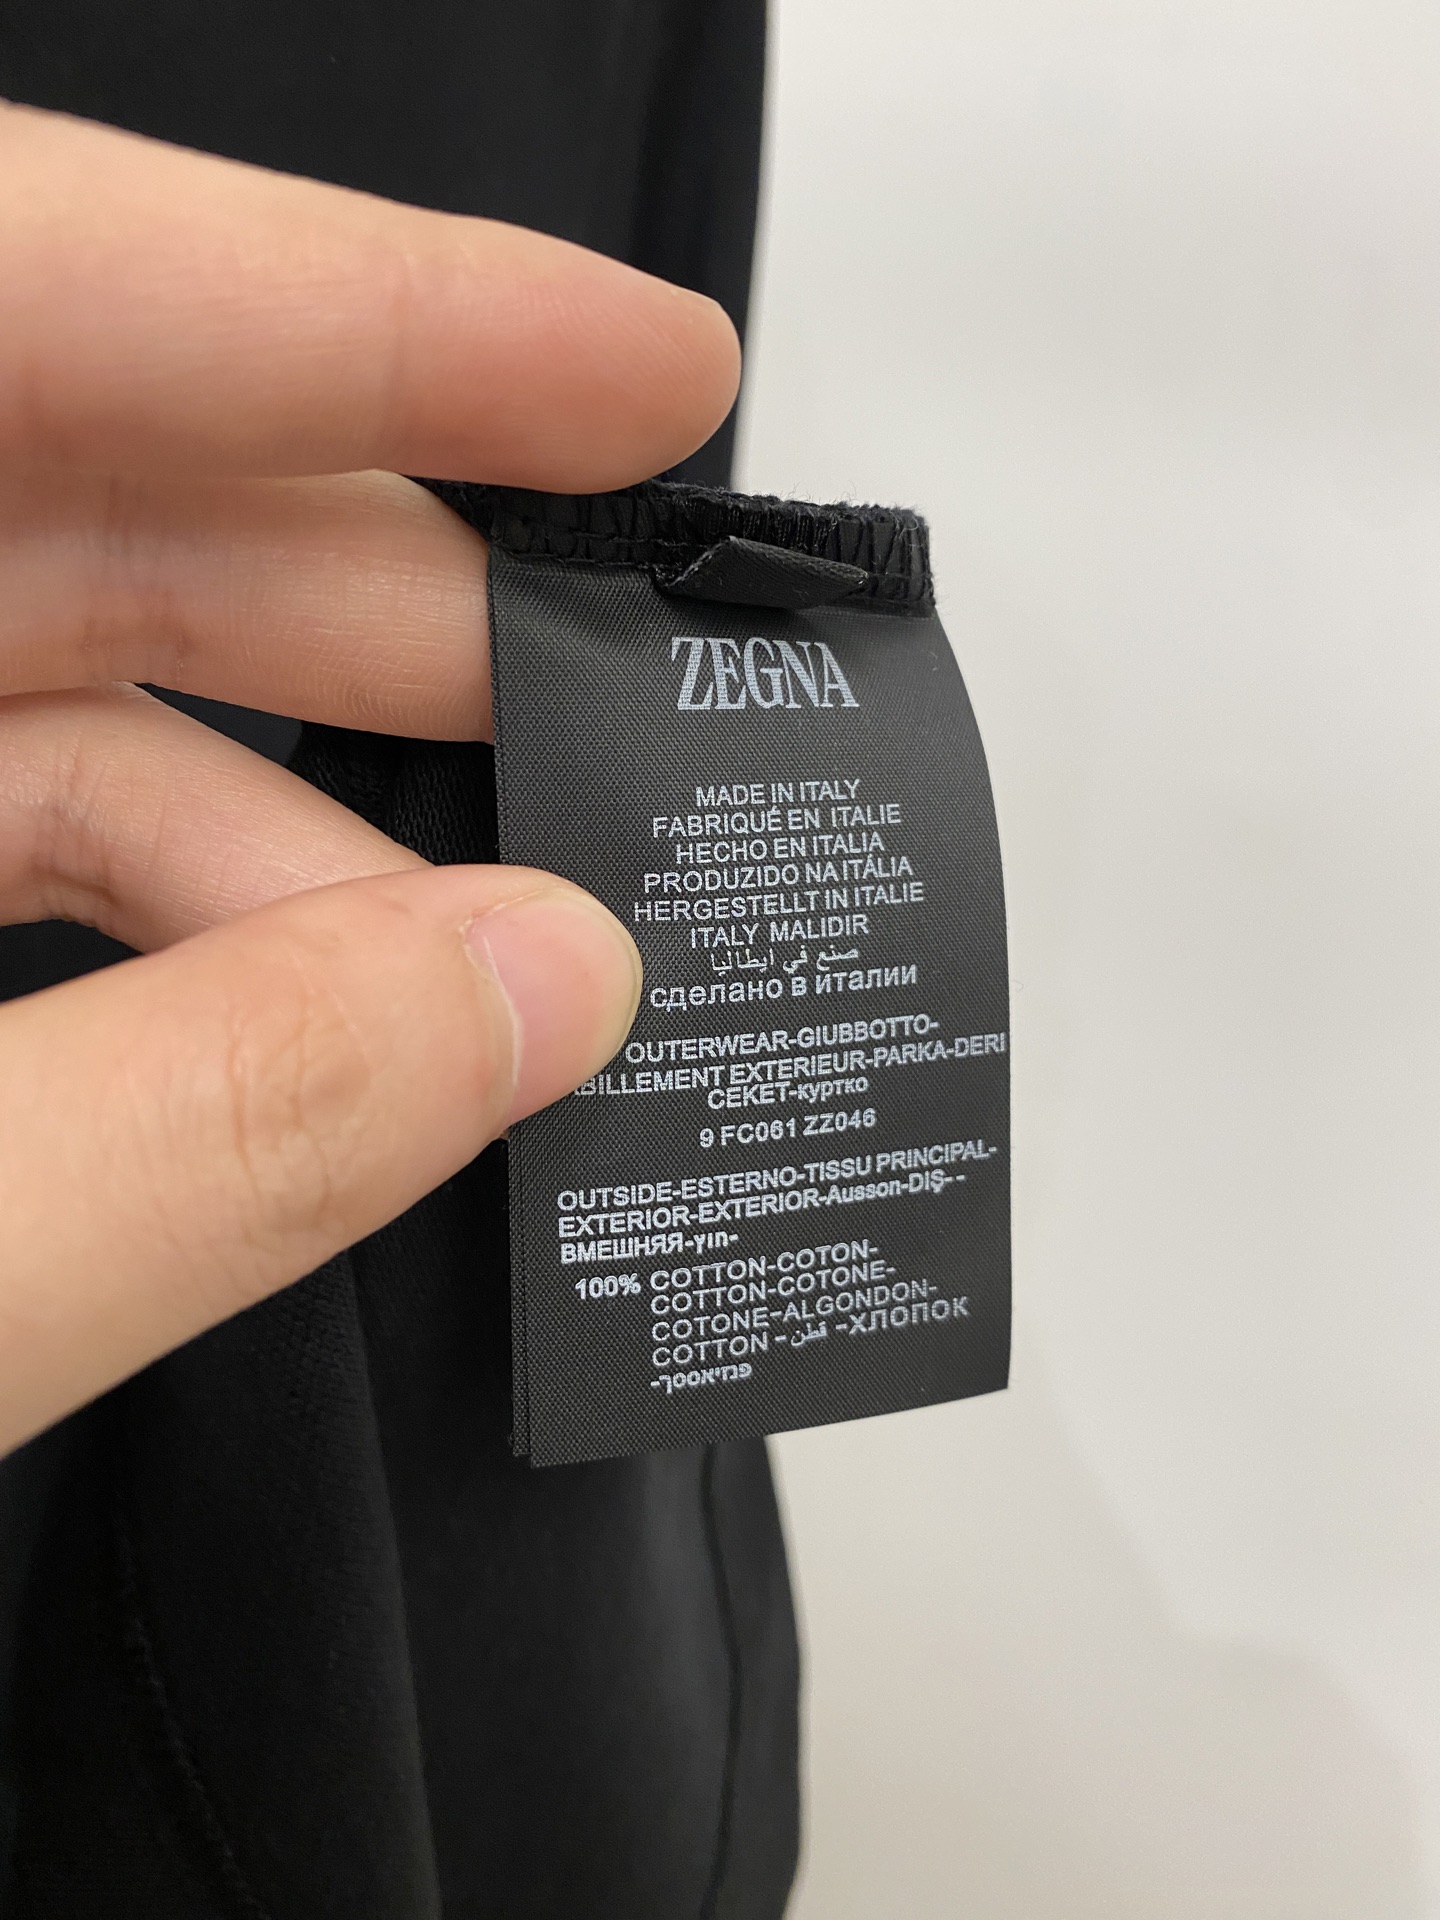 ZEGNA
MADE IN ITALY
FABRIQUÉ EN ITALIE
HECHO EN ITALIA
PRODUZIDO NA ITÁLIA
HERGESTELLT IN ITALIE
ITALY MALIDIR
صنع في ايطاليا
сделано в италии
OUTERWEAR-GIUBBOTTO-
BILLEMENT EXTERIEUR-PARKA-DERI
CEKET-куртко
9 FC061 ZZ046
OUTSIDE-ESTERNO-TISSU PRINCIPAL-
EXTERIOR-EXTERIOR-Ausson-DIŞ--
ВМЕШНЯЯ-ץוח-
100% COTTON-COTON-
COTTON-COTONE-
COTONE-ALGONDON-
COTTON - قطن -ХЛОПОК